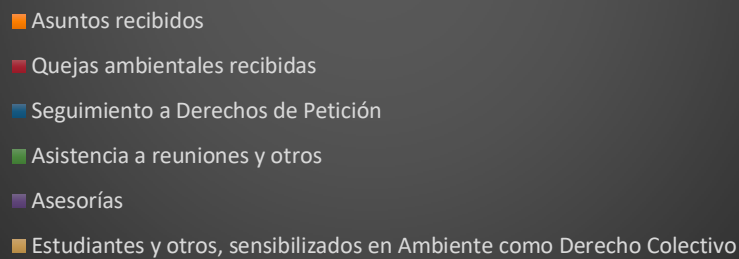 Asuntos recibidos
Quejas ambientales recibidas
Seguimiento a Derechos de Petición
Asistencia a reuniones y otros
Asesorías
Estudiantes y otros, sensibilizados en Ambiente como Derecho Colectivo